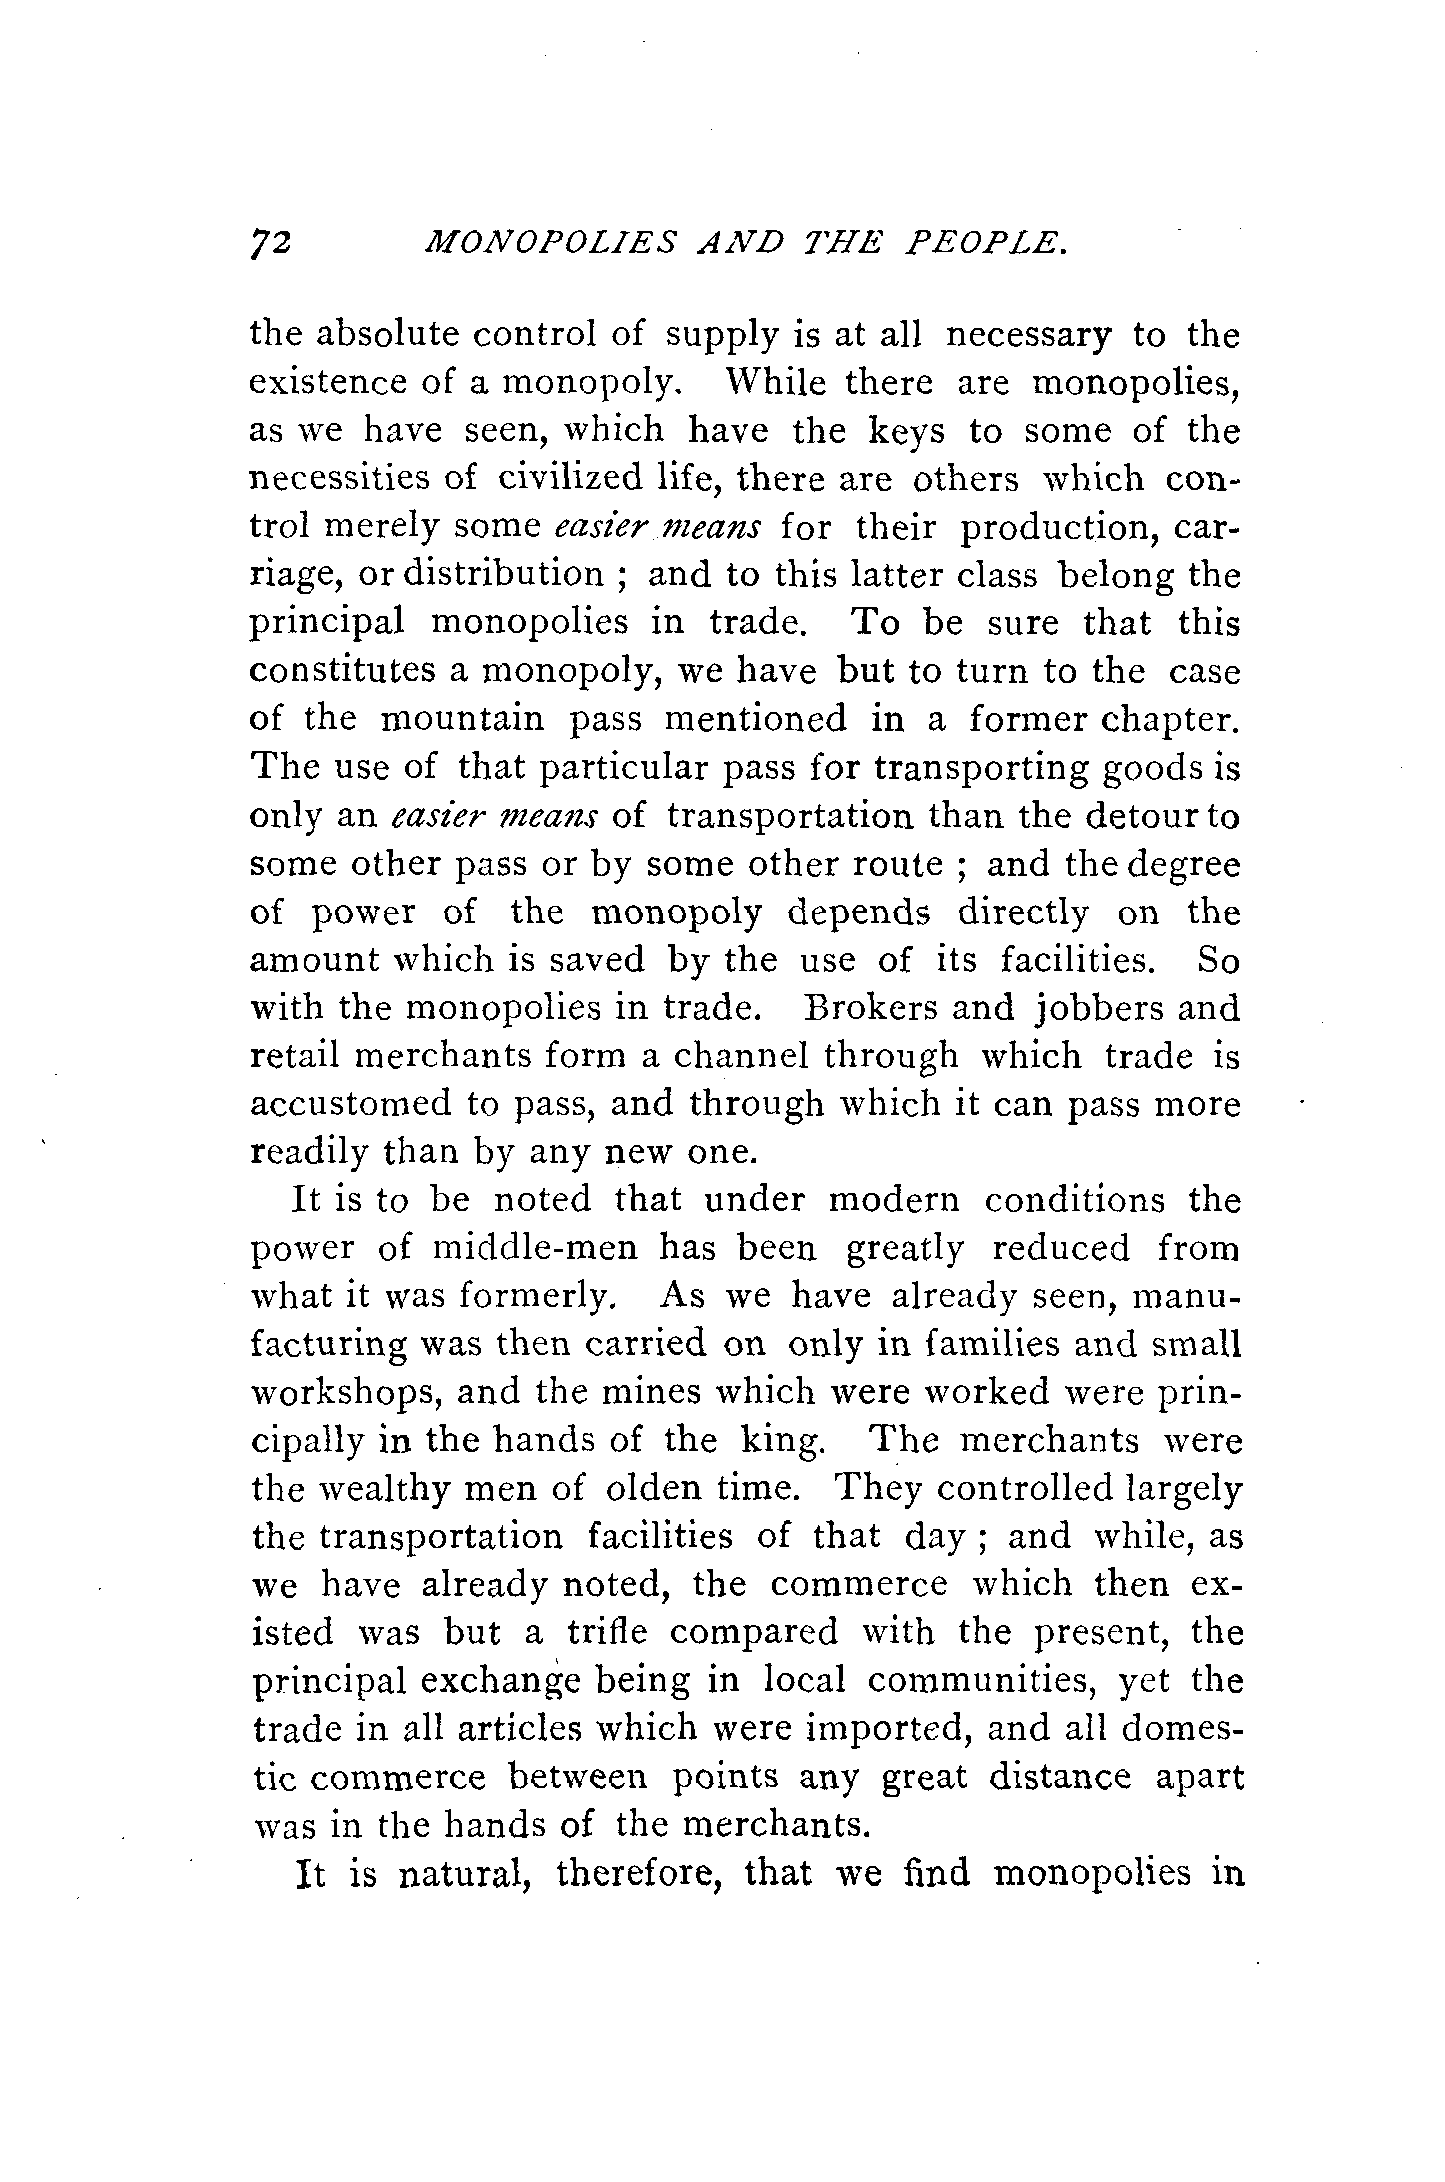 72 MONOPOLIES AND THE PEOPLE.
the absolute control of supply is at all necessary to the
existence of a monopoly. While there are monopolies,
as we have seen, which have the keys to some of the
necessities of civilized life, there are others which con-
trol merely some easier means for their production, car-
riage, or distribution ; and to this latter class belong the
principal monopolies in trade. To be sure that this
constitutes a monopoly, we have but to turn to the case
of the mountain pass mentioned in a former chapter.
The use of that particular pass for transporting goods is
only an easier means of transportation than the detour to
some other pass or by some other route ; and the degree
of power of the monopoly depends directly on the
amount which is saved by the use of its facilities. So
with the monopolies in trade. Brokers and jobbers and
retail merchants form a channel through which trade is
accustomed to pass, and through which it can pass more
readily than by any new one.
It is to be noted that under modern conditions the
power of middle-men has been greatly reduced from
what it was formerly. As we have already seen, manu-
facturing was then carried on only in families and small
workshops, and the mines which were worked were prin-
cipally in the hands of the king. The merchants were
the wealthy men of olden time. They controlled largely
the transportation facilities of that day ; and while, as
we have already noted, the commerce which then ex-
isted was but a trifle compared with the present, the
principal exchange being in local communities, yet the
trade in all articles which were imported, and all domes-
tic commerce between points any great distance apart
was in the hands of the merchants.
It is natural, therefore, that we find monopolies in